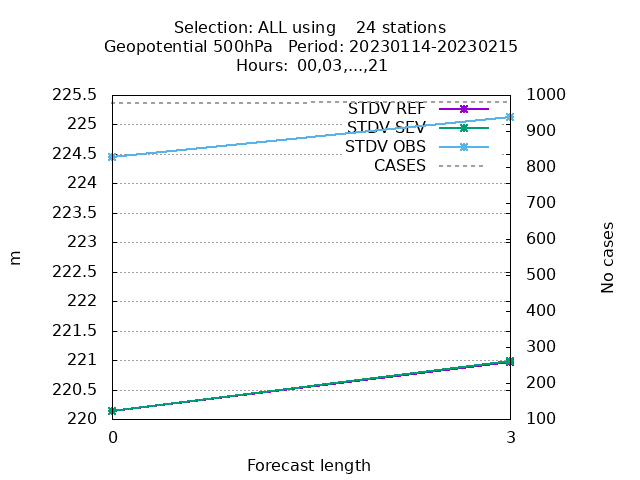 Selection: ALL using    24 stations
Geopotential 500hPa   Period: 20230114-20230215
Hours: 00,03,...,21
225.5
225
224.5
224
223.5
223
222.5
222
221.5
221
220.5
220
m
STDV REF
STDV SEV
STDV OBS
CASES
1000
900
800
700
600
500
400
300
200
100
No cases
0
3
Forecast length